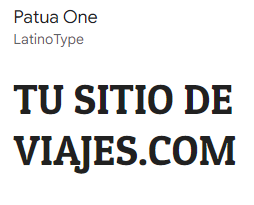 Patua One
LatinoType
TU SITIO DE
VIAJES.COM